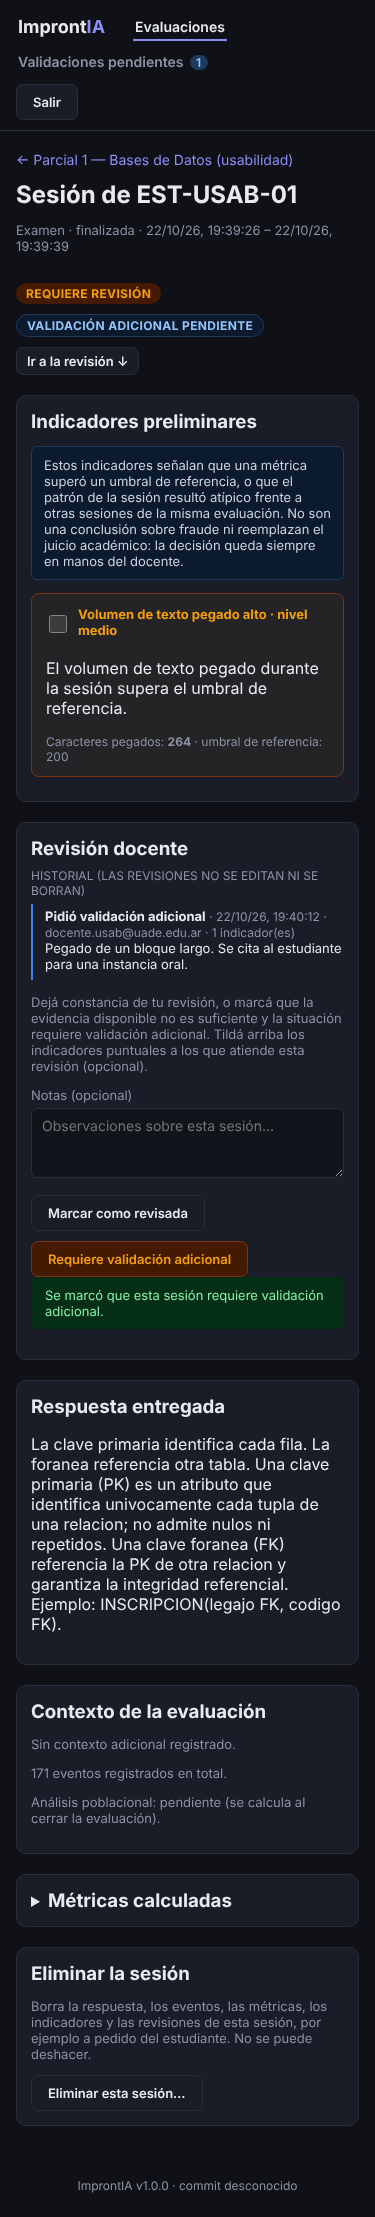 ImprontIA Evaluaciones
Validaciones pendientes 1
Salir
← Parcial 1 — Bases de Datos (usabilidad)
Sesión de EST-USAB-01
Examen · finalizada · 22/10/26, 19:39:26 – 22/10/26,
19:39:39
REQUIERE REVISIÓN
VALIDACIÓN ADICIONAL PENDIENTE
Ir a la revisión ↓
Indicadores preliminares
Estos indicadores señalan que una métrica
superó un umbral de referencia, o que el
patrón de la sesión resultó atípico frente a
otras sesiones de la misma evaluación. No son
una conclusión sobre fraude ni reemplazan el
juicio académico: la decisión queda siempre
en manos del docente.
Volumen de texto pegado alto · nivel
medio
El volumen de texto pegado durante
la sesión supera el umbral de
referencia.
Caracteres pegados: 264 · umbral de referencia:
200
Revisión docente
HISTORIAL (LAS REVISIONES NO SE EDITAN NI SE
BORRAN)
Pidió validación adicional · 22/10/26, 19:40:12 ·
docente.usab@uade.edu.ar · 1 indicador(es)
Pegado de un bloque largo. Se cita al estudiante
para una instancia oral.
Dejá constancia de tu revisión, o marcá que la
evidencia disponible no es suficiente y la situación
requiere validación adicional. Tildá arriba los
indicadores puntuales a los que atiende esta
revisión (opcional).
Notas (opcional)
Observaciones sobre esta sesión...
Marcar como revisada
Requiere validación adicional
Se marcó que esta sesión requiere validación
adicional.
Respuesta entregada
La clave primaria identifica cada fila. La
foranea referencia otra tabla. Una clave
primaria (PK) es un atributo que
identifica univocamente cada tupla de
una relacion; no admite nulos ni
repetidos. Una clave foranea (FK)
referencia la PK de otra relacion y
garantiza la integridad referencial.
Ejemplo: INSCRIPCION(legajo FK, codigo
FK).
Contexto de la evaluación
Sin contexto adicional registrado.
171 eventos registrados en total.
Análisis poblacional: pendiente (se calcula al
cerrar la evaluación).
Métricas calculadas
Eliminar la sesión
Borra la respuesta, los eventos, las métricas, los
indicadores y las revisiones de esta sesión, por
ejemplo a pedido del estudiante. No se puede
deshacer.
Eliminar esta sesión...
ImprontIA v1.0.0 · commit desconocido